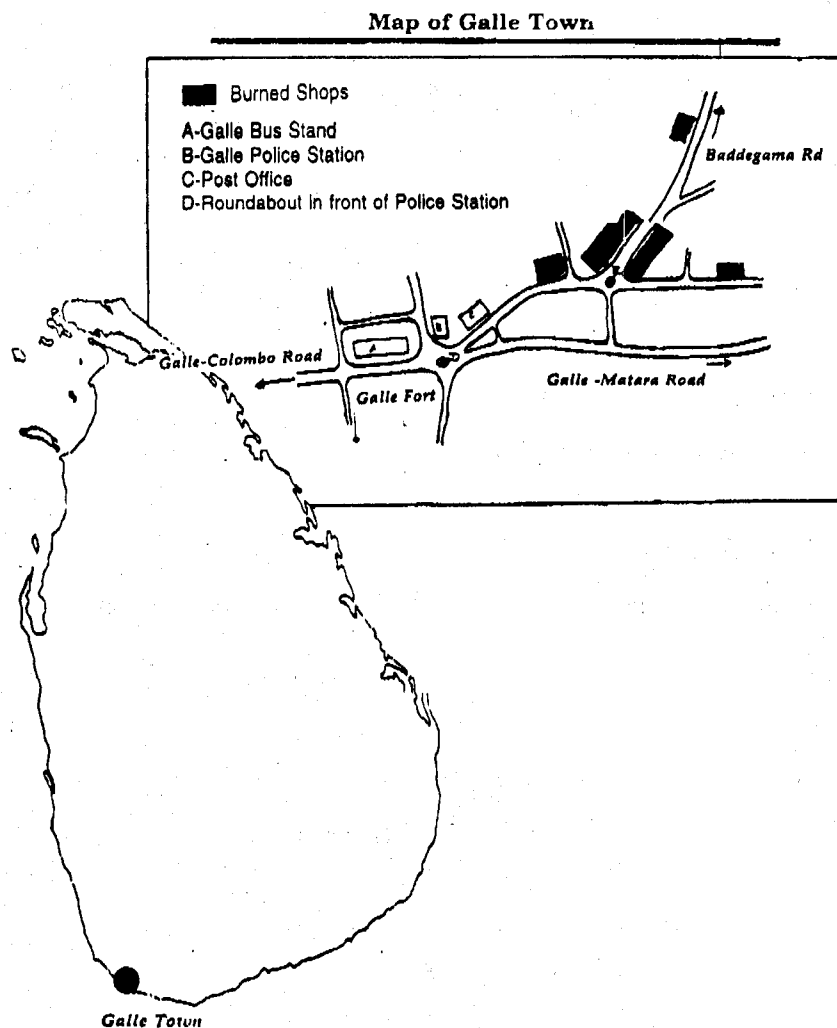 Map of Galle Town
Burned Shops
A-Galle Bus Stand
B-Galle Police Station
C-Post Office
D-Roundabout in front of Police Station
Baddegama Rd
Galle-Colombo Road
A
D
Galle Fort
Galle -Matara Road
Galle Town